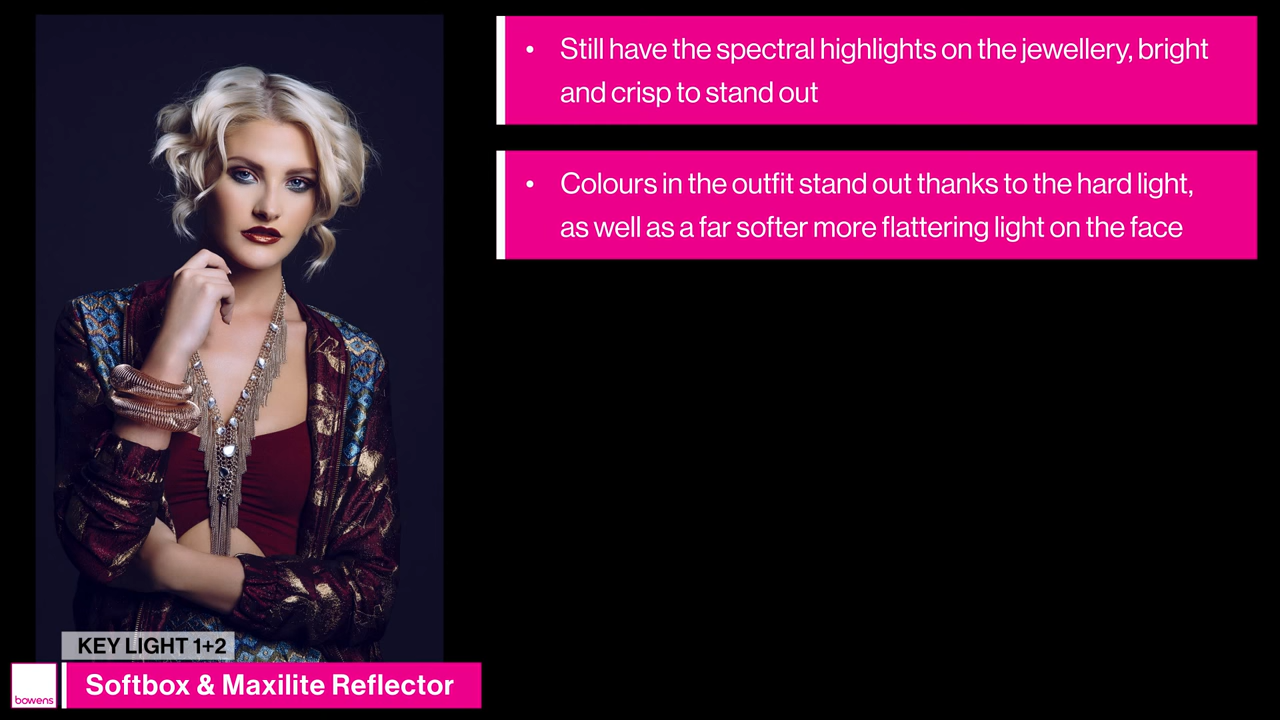 • Still have the spectral highlights on the jewellery, bright
and crisp to stand out
• Colours in the outfit stand out thanks to the hard light,
as well as a far softer more flattering light on the face
KEY LIGHT 1+2
Softbox & Maxilite Reflector
bowens